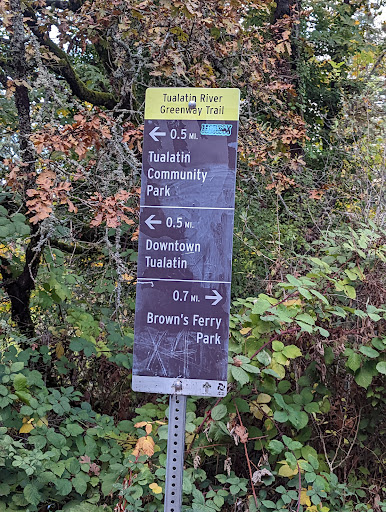 Tualatin River
Greenway Trail
← 0.5 MI.
Tualatin
Community
Park
← 0.5 MI.
Downtown
Tualatin
0.7 MI. →
Brown's Ferry
Park